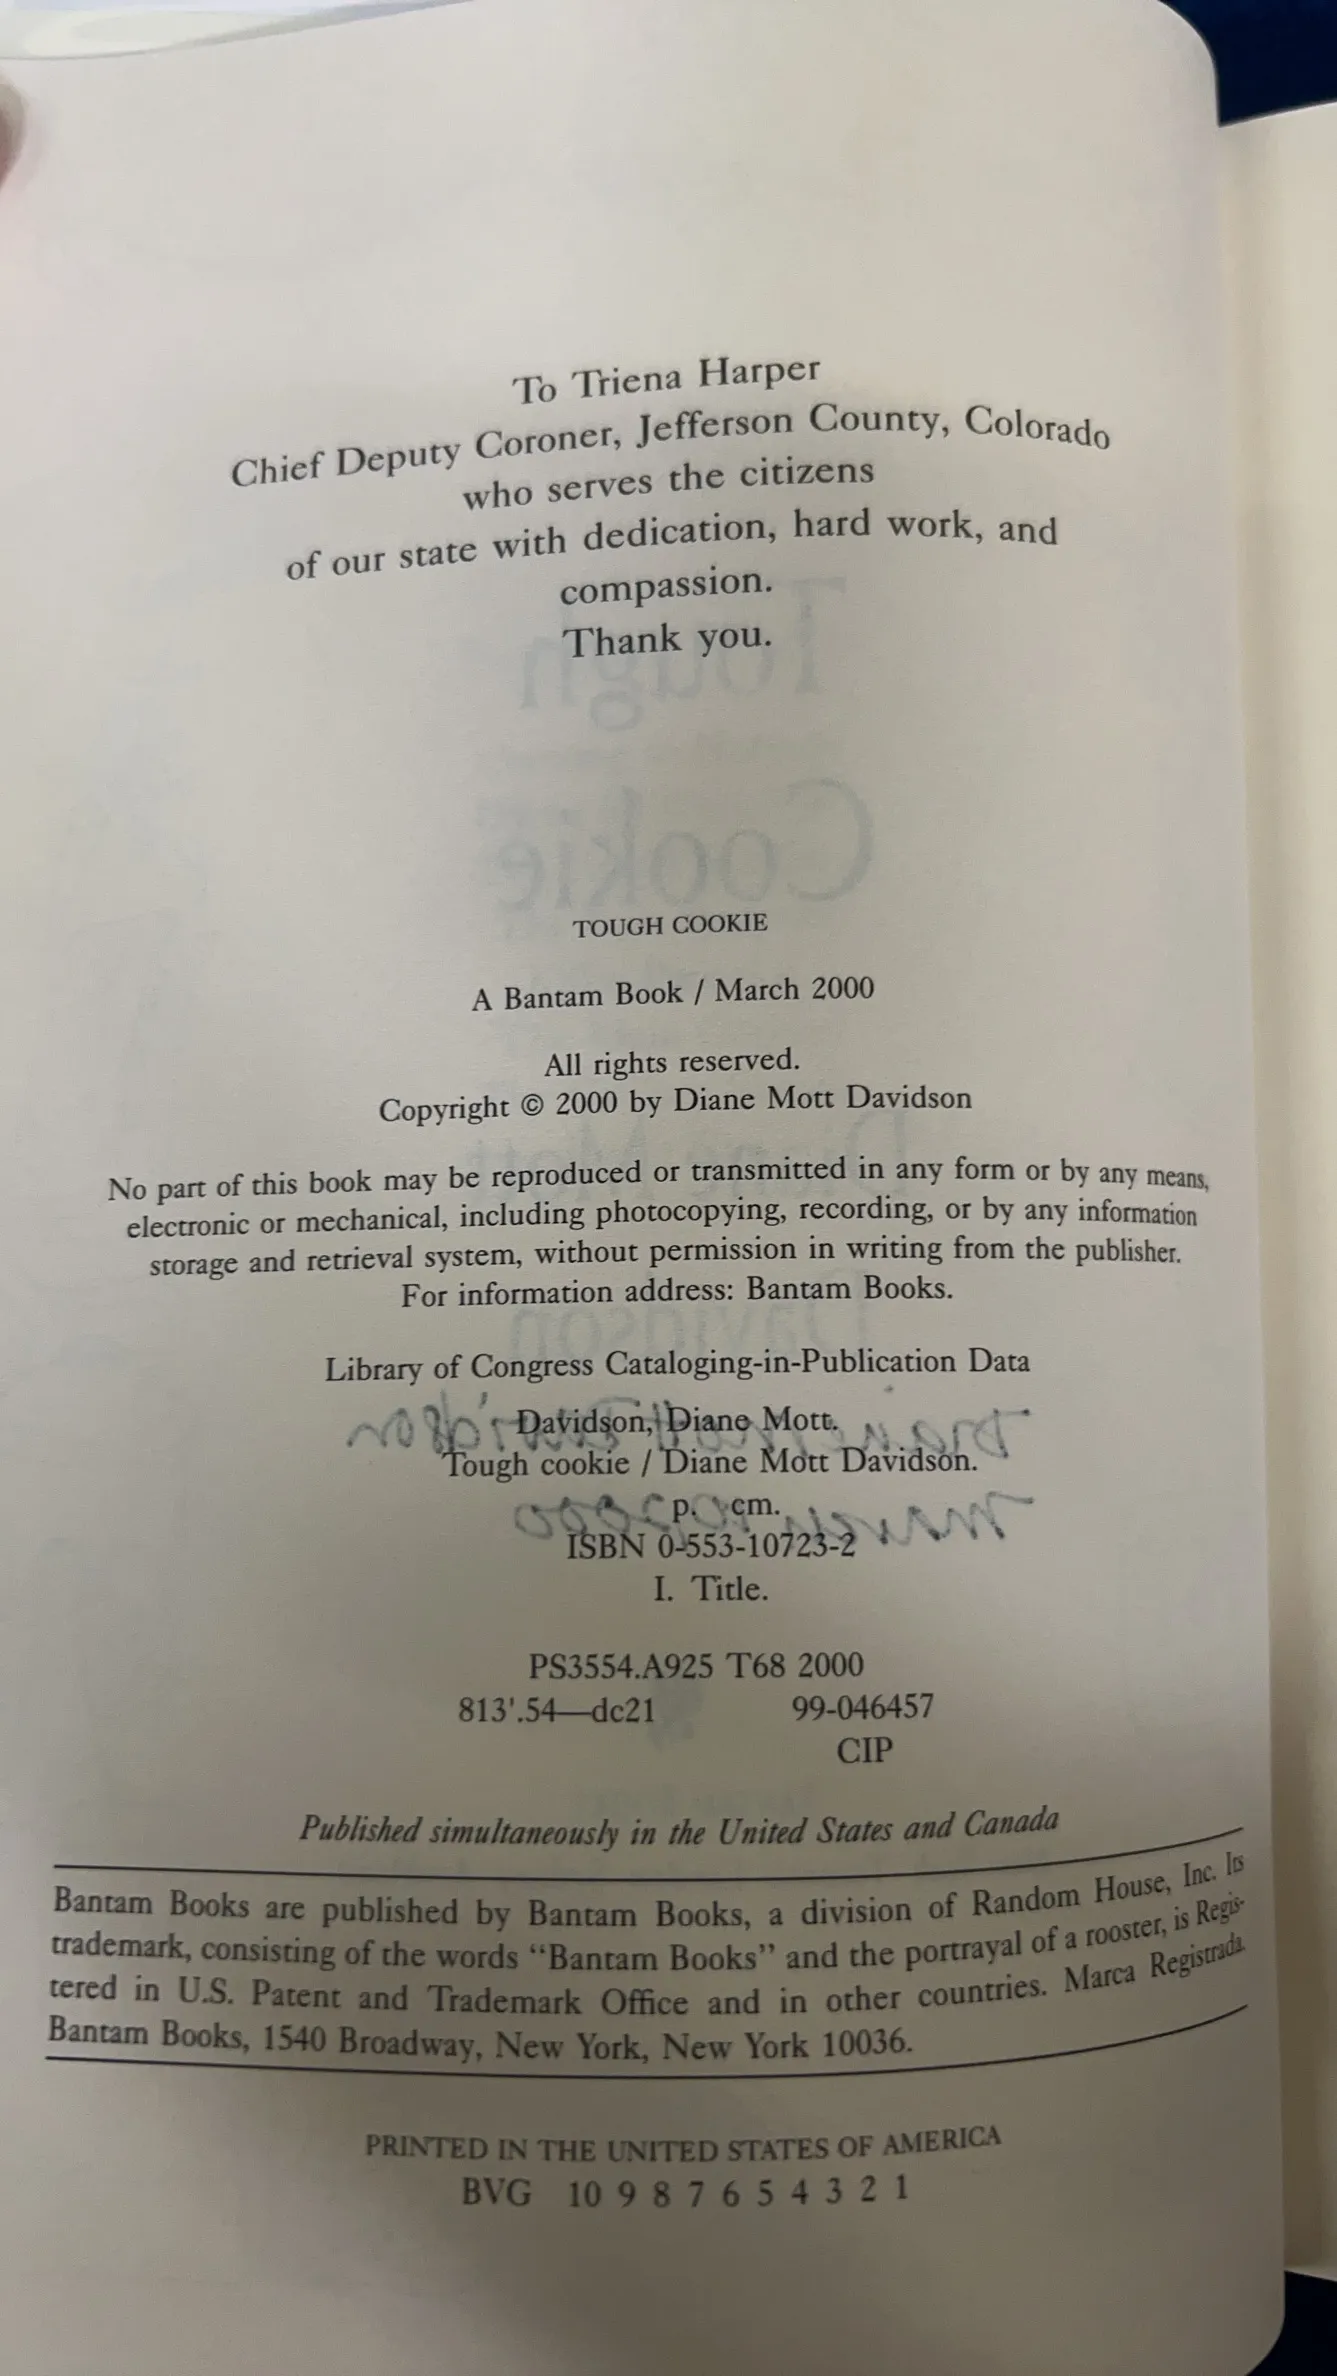 To Triena Harper
Chief Deputy Coroner, Jefferson County, Colorado
who serves the citizens
of our state with dedication, hard work, and
compassion.
Thank you.
Tough
Cookie
TOUGH COOKIE
A Bantam Book / March 2000
All rights reserved.
Copyright © 2000 by Diane Mott Davidson
No part of this book may be reproduced or transmitted in any form or by any means,
electronic or mechanical, including photocopying, recording, or by any information
storage and retrieval system, without permission in writing from the publisher.
For information address: Bantam Books.
Davidson
Library of Congress Cataloging-in-Publication Data
Davidson, Diane Mott.
Tough cookie / Diane Mott Davidson.
p. cm.
ISBN 0-553-10723-2
I. Title.
PS3554.A925 T68 2000
813'.54—dc21 99-046457
CIP
Published simultaneously in the United States and Canada
Bantam Books are published by Bantam Books, a division of Random House, Inc. Its
trademark, consisting of the words “Bantam Books” and the portrayal of a rooster, is Regis-
tered in U.S. Patent and Trademark Office and in other countries. Marca Registrada.
Bantam Books, 1540 Broadway, New York, New York 10036.
PRINTED IN THE UNITED STATES OF AMERICA
BVG 10 9 8 7 6 5 4 3 2 1